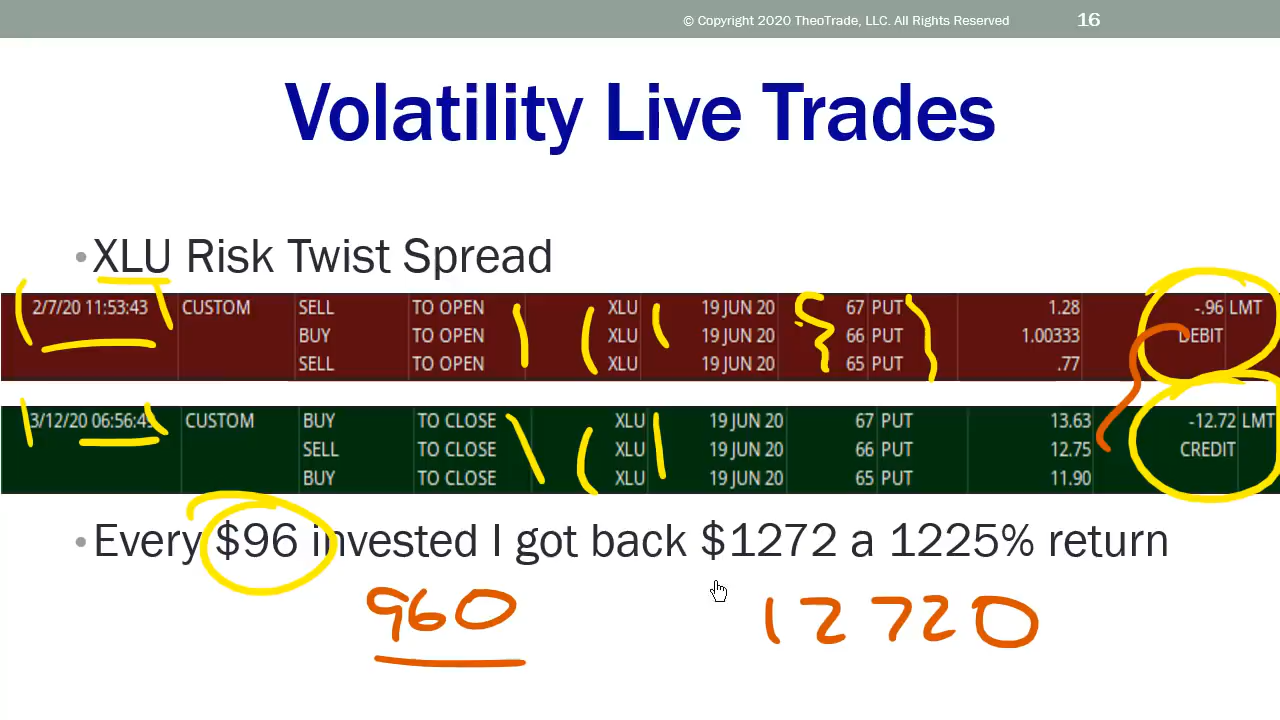 © Copyright 2020 TheoTrade, LLC. All Rights Reserved 16
Volatility Live Trades
•XLU Risk Twist Spread
2/7/20 11:53:43 CUSTOM SELL TO OPEN XLU 19 JUN 20 67 PUT 1.28 -.96 LMT
BUY TO OPEN XLU 19 JUN 20 66 PUT 1.00333 DEBIT
SELL TO OPEN XLU 19 JUN 20 65 PUT .77
3/12/20 06:56:45 CUSTOM BUY TO CLOSE XLU 19 JUN 20 67 PUT 13.63 -12.72 LMT
SELL TO CLOSE XLU 19 JUN 20 66 PUT 12.75 CREDIT
BUY TO CLOSE XLU 19 JUN 20 65 PUT 11.90
•Every $96 invested I got back $1272 a 1225% return
960 12720